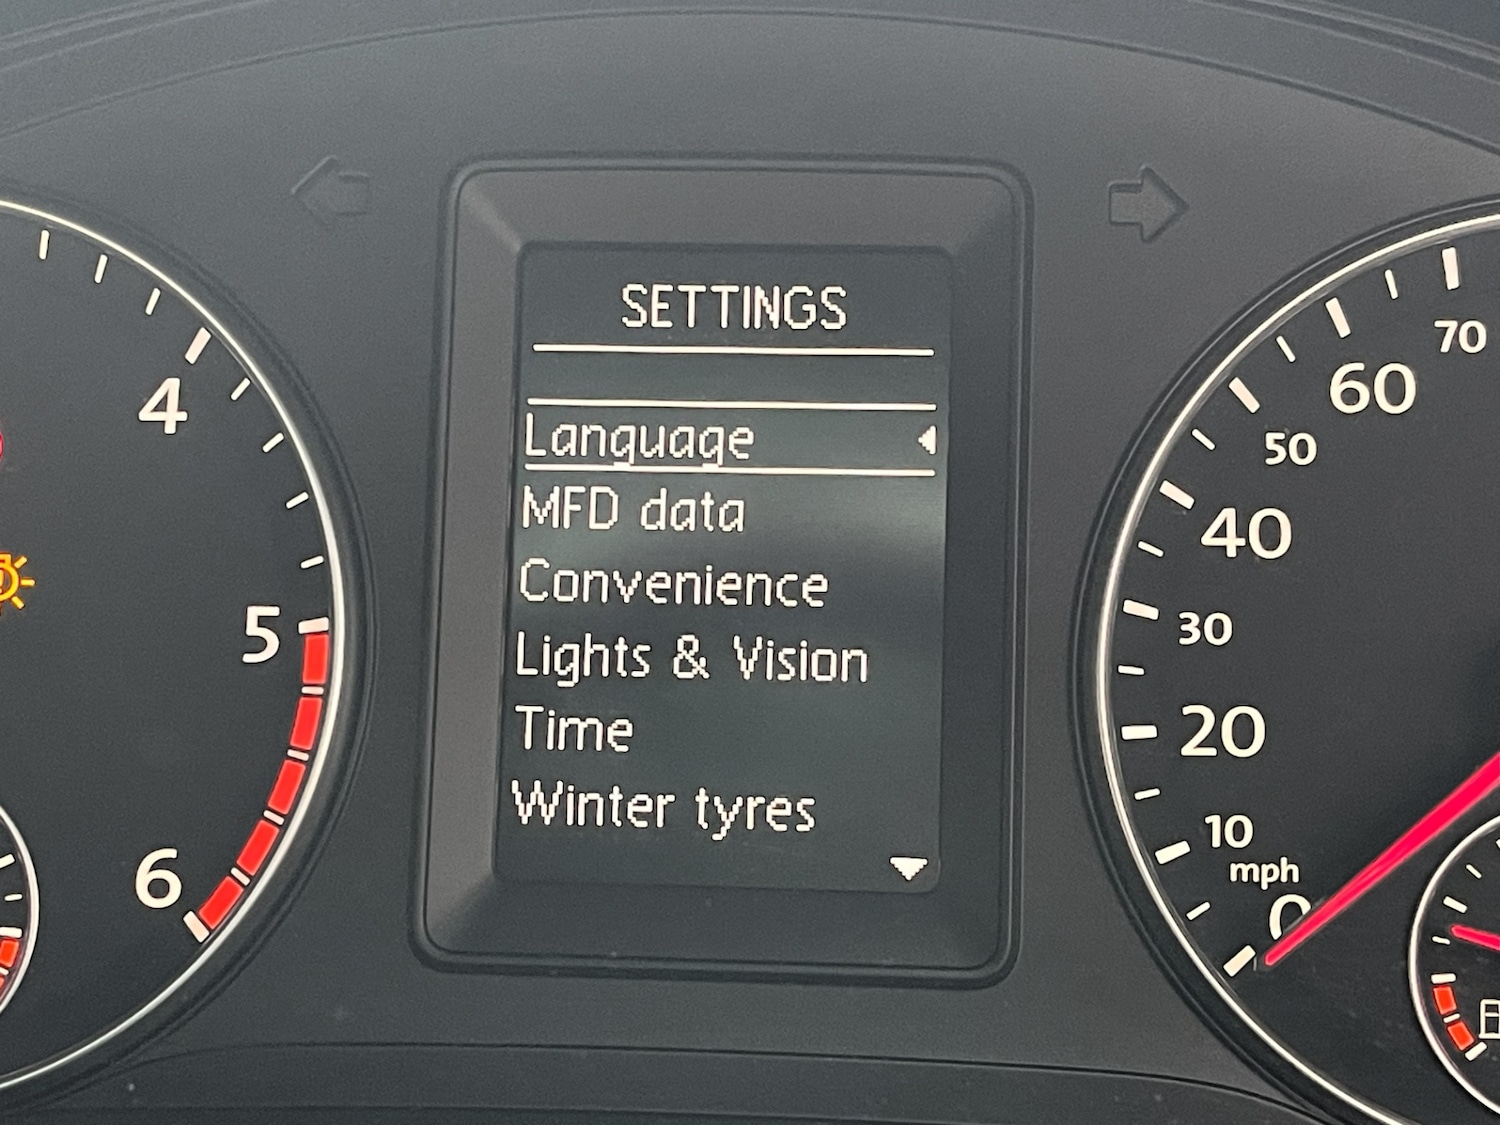 SETTINGS
Language
MFD data
Convenience
Lights & Vision
Time
Winter tyres
4
5
6
70
60
50
40
30
20
10
mph
0